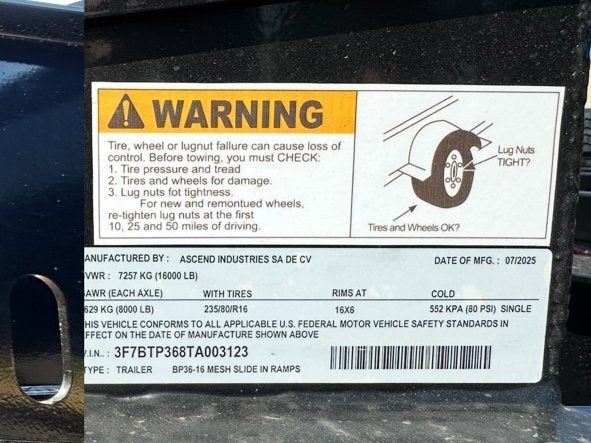 WARNING
Tire, wheel or lugnut fallure can cause loss of
control. Before towing, you must CHECK:
1. Tire pressure and tread
2. Tires and wheels for damage.
3. Lug nuts fot tightness.
For new and remontued wheels,
re-tighten lug nuts at the first
10, 25 and 50 miles of driving.
Lug Nuts
TIGHT?
Tires and Wheels OK?
ANUFACTURED BY : ASCEND INDUSTRIES SA DE CV DATE OF MFG. : 07/2025
VWR : 7257 KG (16000 LB)
AWR (EACH AXLE) WITH TIRES RIMS AT COLD
629 KG (8000 LB) 235/80/R16 16X6 552 KPA (80 PSI) SINGLE
HIS VEHICLE CONFORMS TO ALL APPLICABLE U.S. FEDERAL MOTOR VEHICLE SAFETY STANDARDS IN
FFECT ON THE DATE OF MANUFACTURE SHOWN ABOVE
V.I.N.. : 3F7BTP368TA003123
YPE : TRAILER BP36-16 MESH SLIDE IN RAMPS